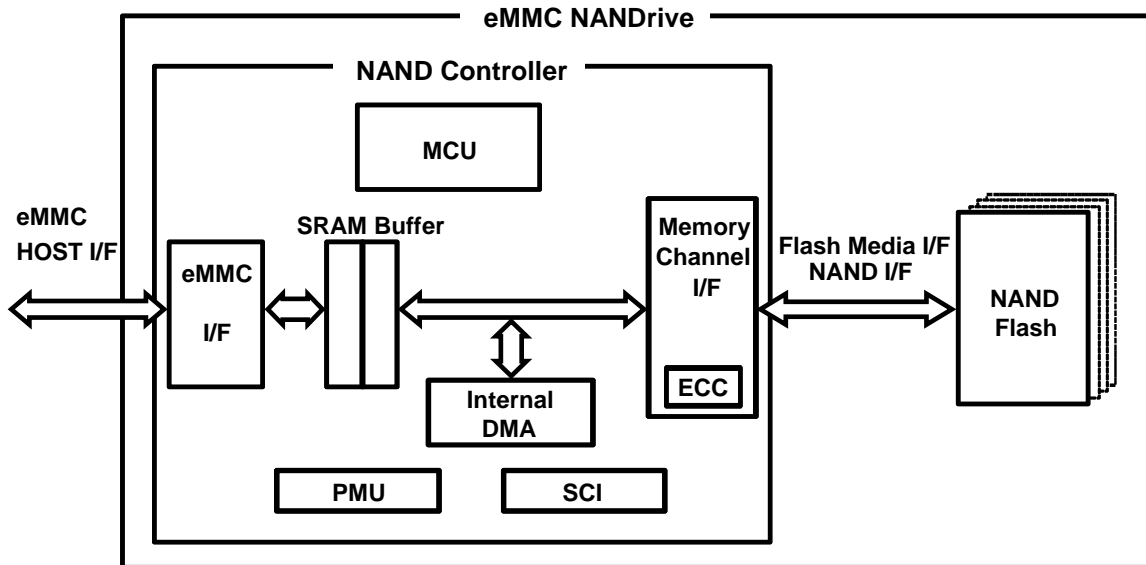 eMMC NANDrive
NAND Controller
MCU
eMMC
HOST I/F
SRAM Buffer
eMMC
I/F
Memory
Channel
I/F
ECC
Flash Media I/F
NAND I/F
NAND
Flash
Internal
DMA
PMU
SCI